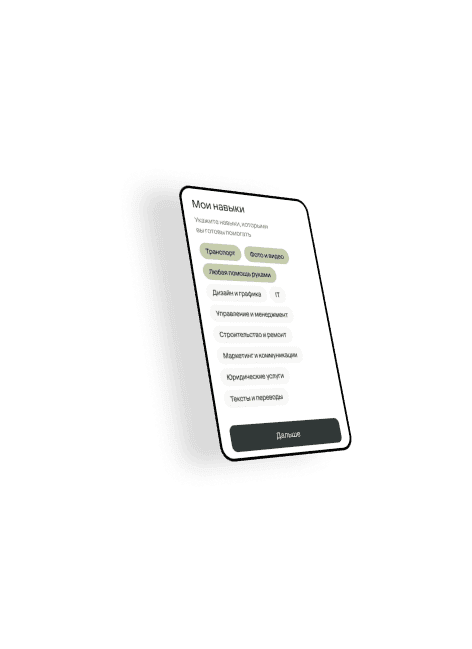 Мои навыки
Укажите навыки, которыми
вы готовы помогать
Транспорт Фото и видео
Любая помощь руками
Дизайн и графика IT
Управление и менеджмент
Строительство и ремонт
Маркетинг и коммуникации
Юридические услуги
Тексты и переводы
Дальше